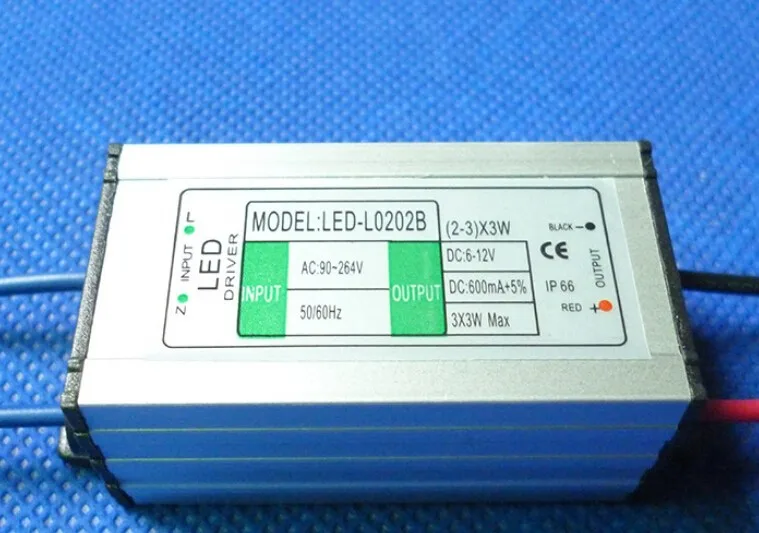 MODEL:LED-L0202B
(2-3)X3W
INPUT
AC:90~264V
50/60Hz
OUTPUT
DC:6-12V
DC:600mA+5%
3X3W Max
LED
DRIVER
INPUT
L
N
BLACK -
CE
IP 66
OUTPUT
RED +